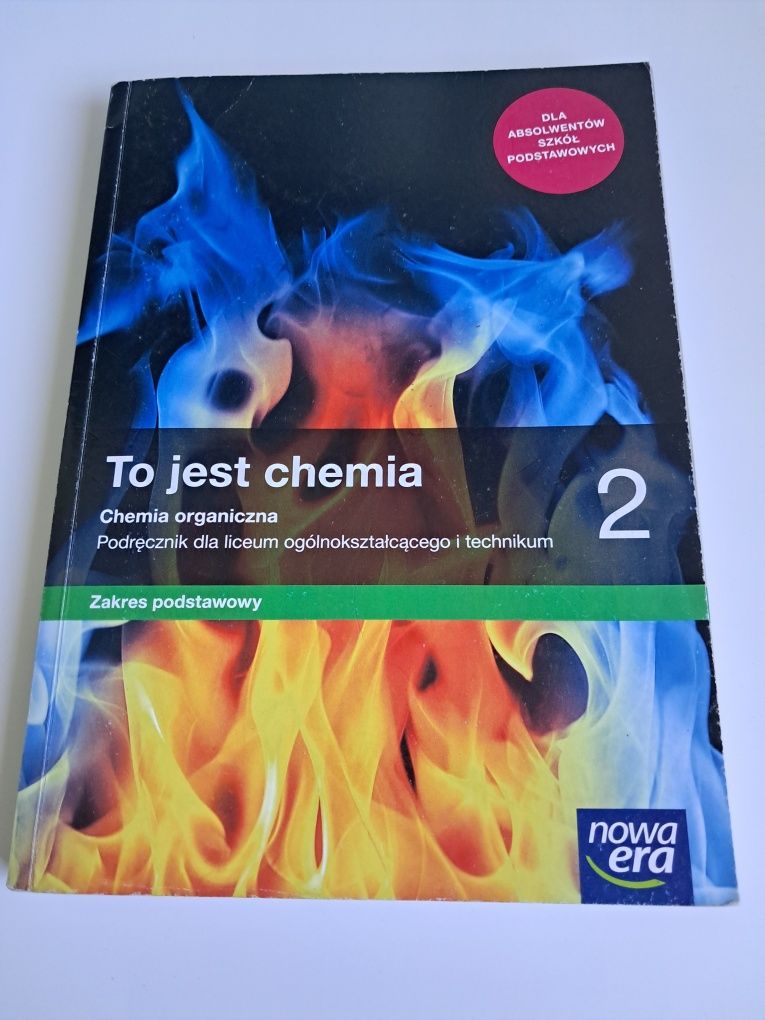 DLA
ABSOLWENTÓW
SZKÓŁ
PODSTAWOWYCH
To jest chemia
2
Chemia organiczna
Podręcznik dla liceum ogólnokształcącego i technikum
Zakres podstawowy
nowa
era